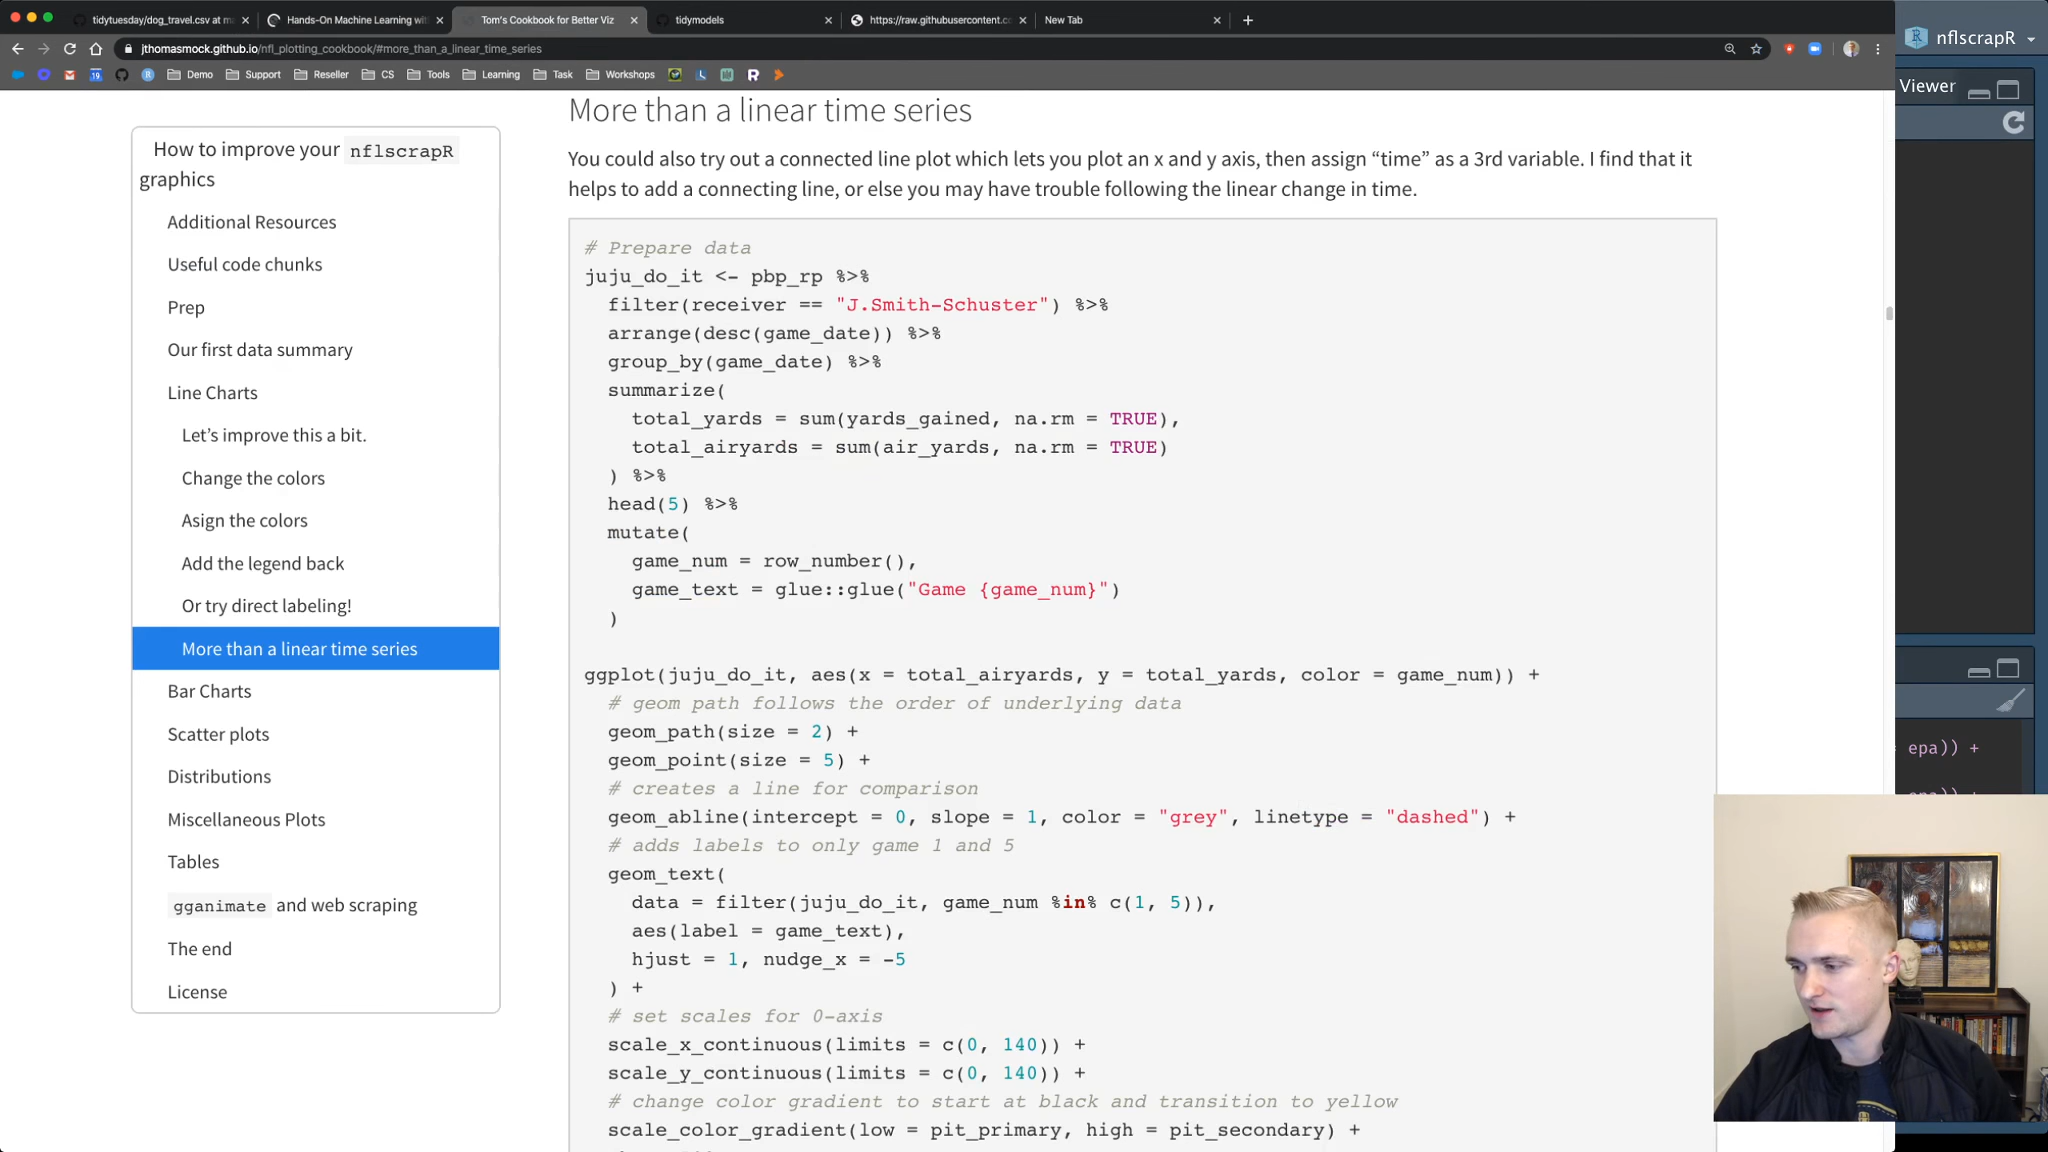 tidytuesday/dog_travel.csv at m
Hands-On Machine Learning with
Tom's Cookbook for Better Viz
tidymodels
https://raw.githubusercontent.c
New Tab
nflscrapR
jthomasmock.github.io/nfl_plotting_cookbook/#more_than_a_linear_time_series
19 Demo Support Reseller CS Tools Learning Task Workshops
Viewer
How to improve your nflscrapR
graphics
Additional Resources
Useful code chunks
Prep
Our first data summary
Line Charts
Let's improve this a bit.
Change the colors
Asign the colors
Add the legend back
Or try direct labeling!
More than a linear time series
Bar Charts
Scatter plots
Distributions
Miscellaneous Plots
Tables
gganimate and web scraping
The end
License
More than a linear time series
You could also try out a connected line plot which lets you plot an x and y axis, then assign “time” as a 3rd variable. I find that it
helps to add a connecting line, or else you may have trouble following the linear change in time.
# Prepare data
juju_do_it <- pbp_rp %>%
filter(receiver == "J.Smith-Schuster") %>%
arrange(desc(game_date)) %>%
group_by(game_date) %>%
summarize(
total_yards = sum(yards_gained, na.rm = TRUE),
total_airyards = sum(air_yards, na.rm = TRUE)
) %>%
head(5) %>%
mutate(
game_num = row_number(),
game_text = glue::glue("Game {game_num}")
)
ggplot(juju_do_it, aes(x = total_airyards, y = total_yards, color = game_num)) +
# geom path follows the order of underlying data
geom_path(size = 2) +
geom_point(size = 5) +
# creates a line for comparison
geom_abline(intercept = 0, slope = 1, color = "grey", linetype = "dashed") +
# adds labels to only game 1 and 5
geom_text(
data = filter(juju_do_it, game_num %in% c(1, 5)),
aes(label = game_text),
hjust = 1, nudge_x = -5
) +
# set scales for 0-axis
scale_x_continuous(limits = c(0, 140)) +
scale_y_continuous(limits = c(0, 140)) +
# change color gradient to start at black and transition to yellow
scale_color_gradient(low = pit_primary, high = pit_secondary) +
epa)) +